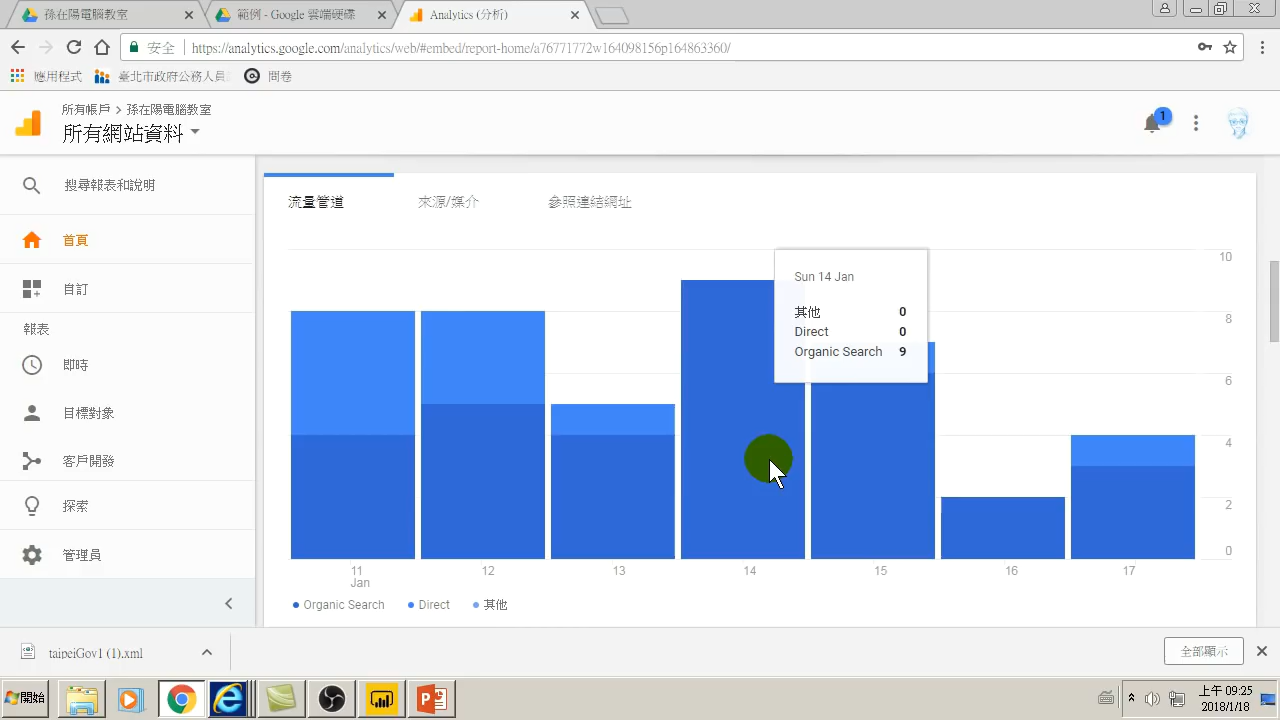 孫在陽電腦教室
範例 - Google 雲端硬碟
Analytics (分析)
安全
https://analytics.google.com/analytics/web/#embed/report-home/a76771772w164098156p164863360/
應用程式
臺北市政府公務人員
問卷
所有帳戶 > 孫在陽電腦教室
所有網站資料
1
搜尋報表和說明
首頁
自訂
報表
即時
目標對象
客戶開發
探索
管理員
流量管道
來源/媒介
參照連結網址
Sun 14 Jan
其他 0
Direct 0
Organic Search 9
10
8
6
4
2
0
11
Jan
12
13
14
15
16
17
Organic Search
Direct
其他
taipeiGov1 (1).xml
全部顯示
開始
上午 09:25
2018/1/18